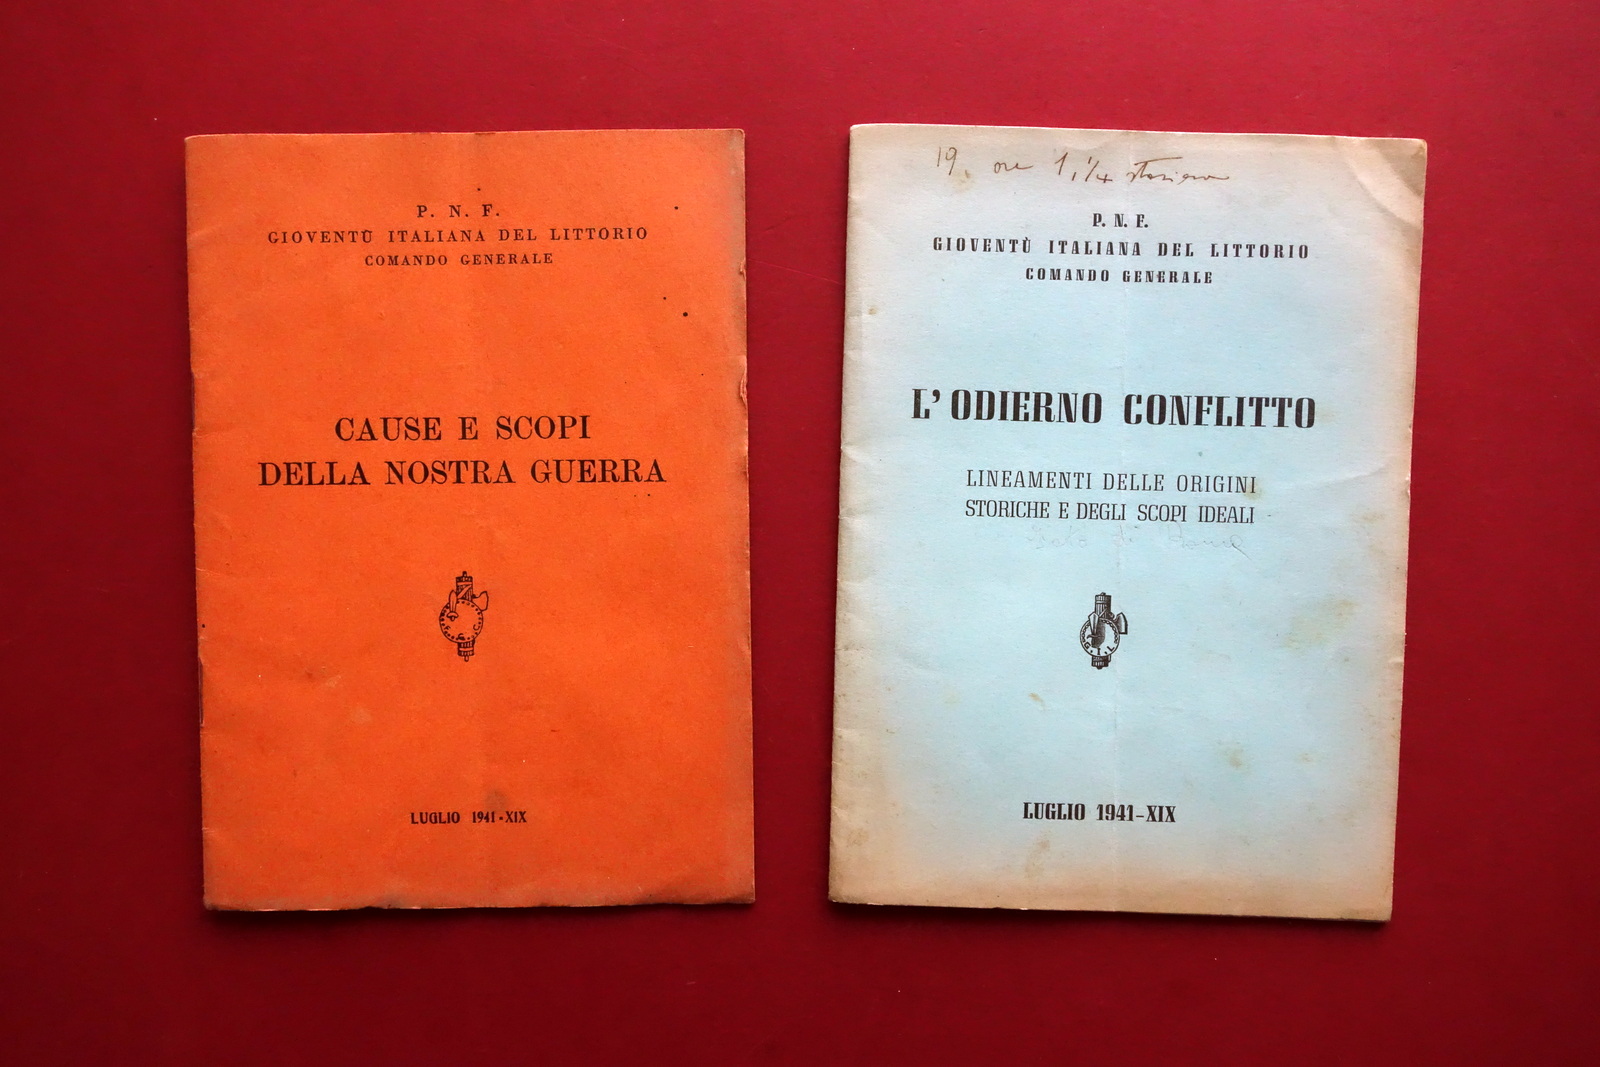 P. N. F.
GIOVENTÙ ITALIANA DEL LITTORIO
COMANDO GENERALE
CAUSE E SCOPI
DELLA NOSTRA GUERRA
LUGLIO 1941-XIX
19, ore 1,1/4
P. N. F.
GIOVENTÙ ITALIANA DEL LITTORIO
COMANDO GENERALE
L'ODIERNO CONFLITTO
LINEAMENTI DELLE ORIGINI
STORICHE E DEGLI SCOPI IDEALI
G.I.L
LUGLIO 1941-XIX